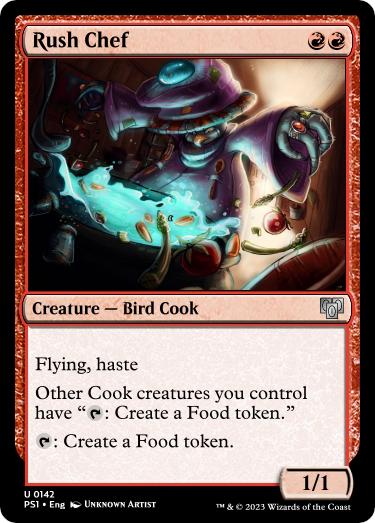 Rush Chef
Creature — Bird Cook
Flying, haste
Other Cook creatures you control
have “: Create a Food token.”
: Create a Food token.
1/1
U 0142
PS1 • Eng Unknown Artist
™ & © 2023 Wizards of the Coast